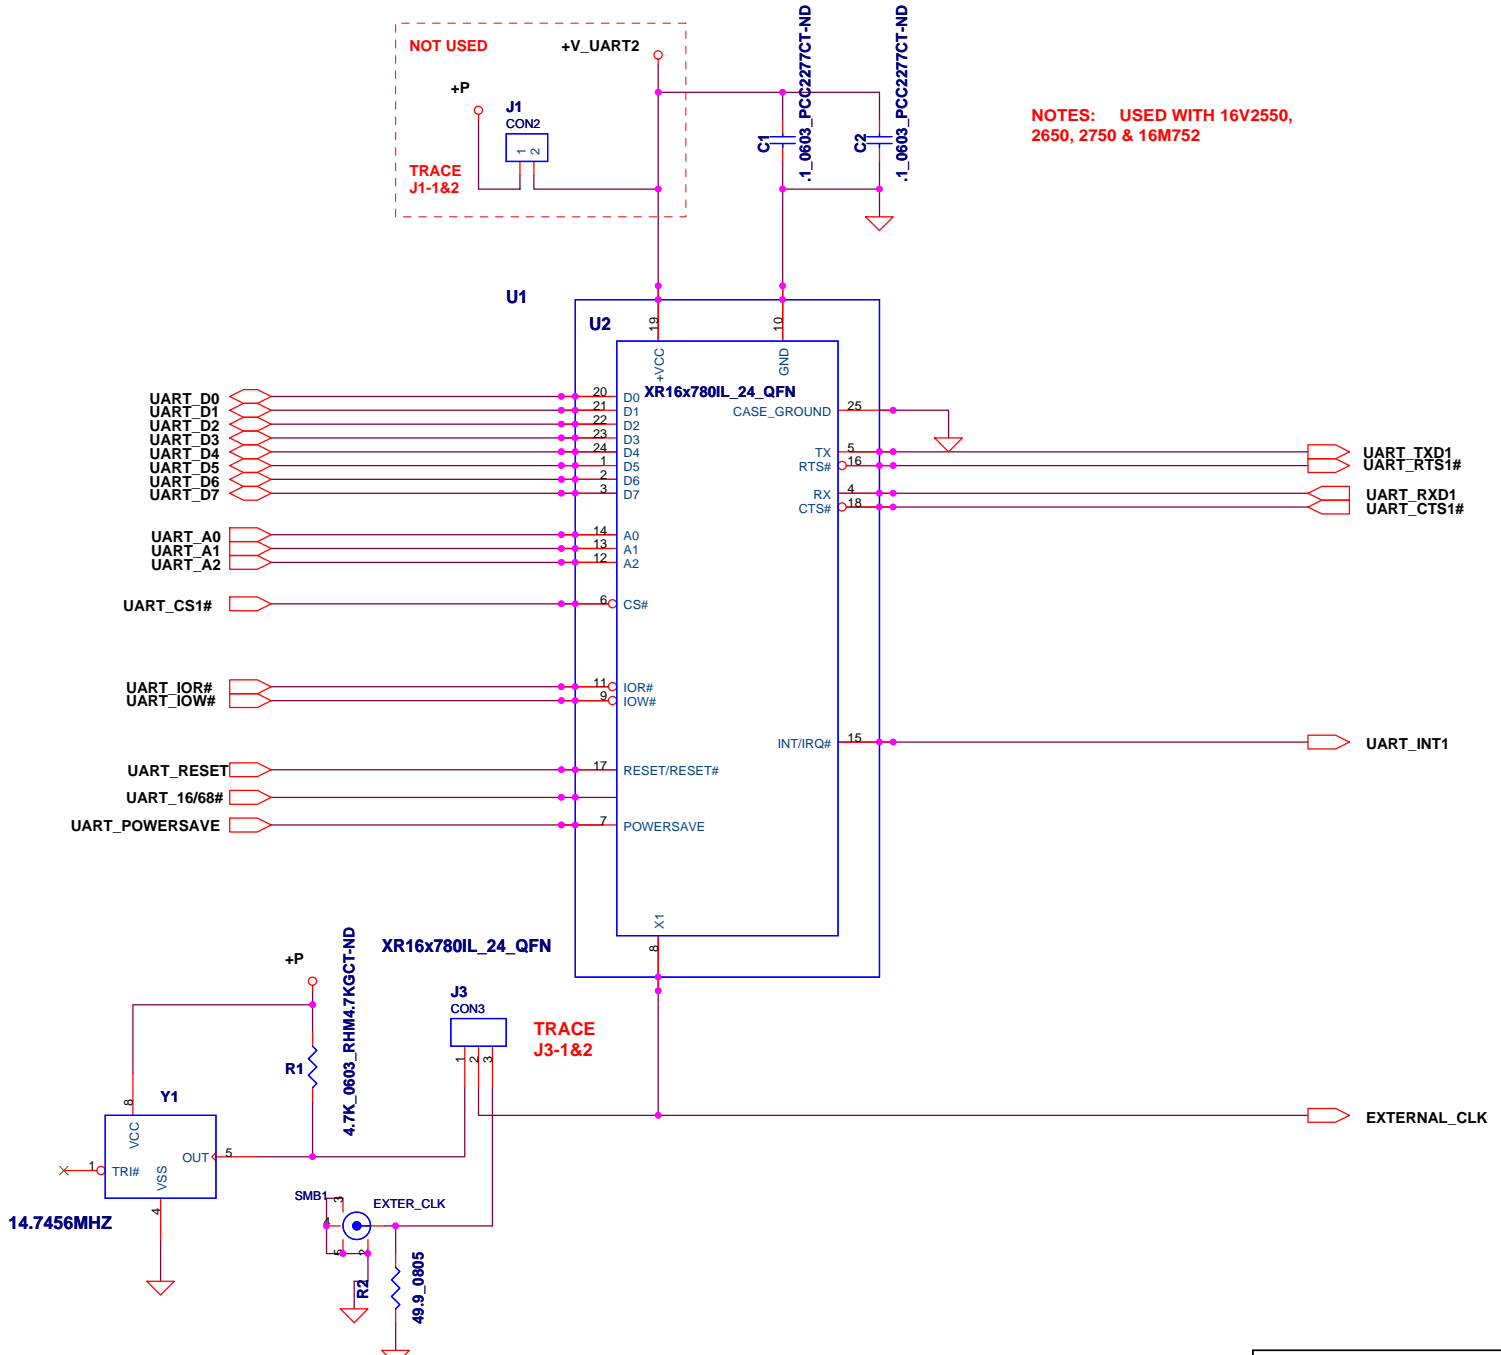 NOT USED
+V_UART2
+P
J1
CON2
1
2
TRACE
J1-1&2
C1
.1_0603_PCC2277CT-ND
C2
.1_0603_PCC2277CT-ND
NOTES: USED WITH 16V2550,
2650, 2750 & 16M752
U1
U2
19
10
+VCC
GND
XR16x780IL_24_QFN
UART_D0
20
D0
UART_D1
21
D1
UART_D2
22
D2
UART_D3
23
D3
UART_D4
24
D4
UART_D5
1
D5
UART_D6
2
D6
UART_D7
3
D7
UART_A0
14
A0
UART_A1
13
A1
UART_A2
12
A2
UART_CS1#
6
CS#
UART_IOR#
11
IOR#
UART_IOW#
9
IOW#
UART_RESET
17
RESET/RESET#
UART_16/68#
UART_POWERSAVE
7
POWERSAVE
CASE_GROUND
25
TX
5
UART_TXD1
RTS#
16
UART_RTS1#
RX
4
UART_RXD1
CTS#
18
UART_CTS1#
INT/IRQ#
15
UART_INT1
X1
8
XR16x780IL_24_QFN
+P
4.7K_0603_RHM4.7KGCT-ND
R1
J3
CON3
1
2
3
TRACE
J3-1&2
EXTERNAL_CLK
Y1
8
VCC
OUT
5
1
TRI#
VSS
4
14.7456MHZ
SMB1
3
EXTER_CLK
4
5
2
R2
49.9_0805